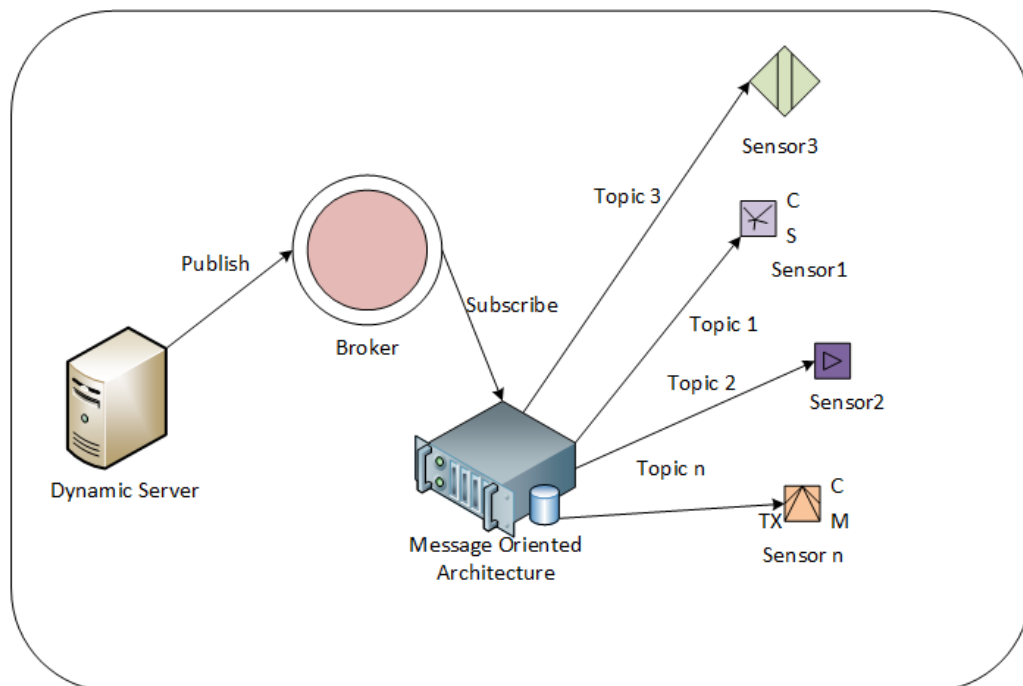 Sensor3
Topic 3
C
S
Sensor1
Publish
Subscribe
Topic 1
Broker
Topic 2
Sensor2
Topic n
Dynamic Server
C
TX
M
Message Oriented
Architecture
Sensor n